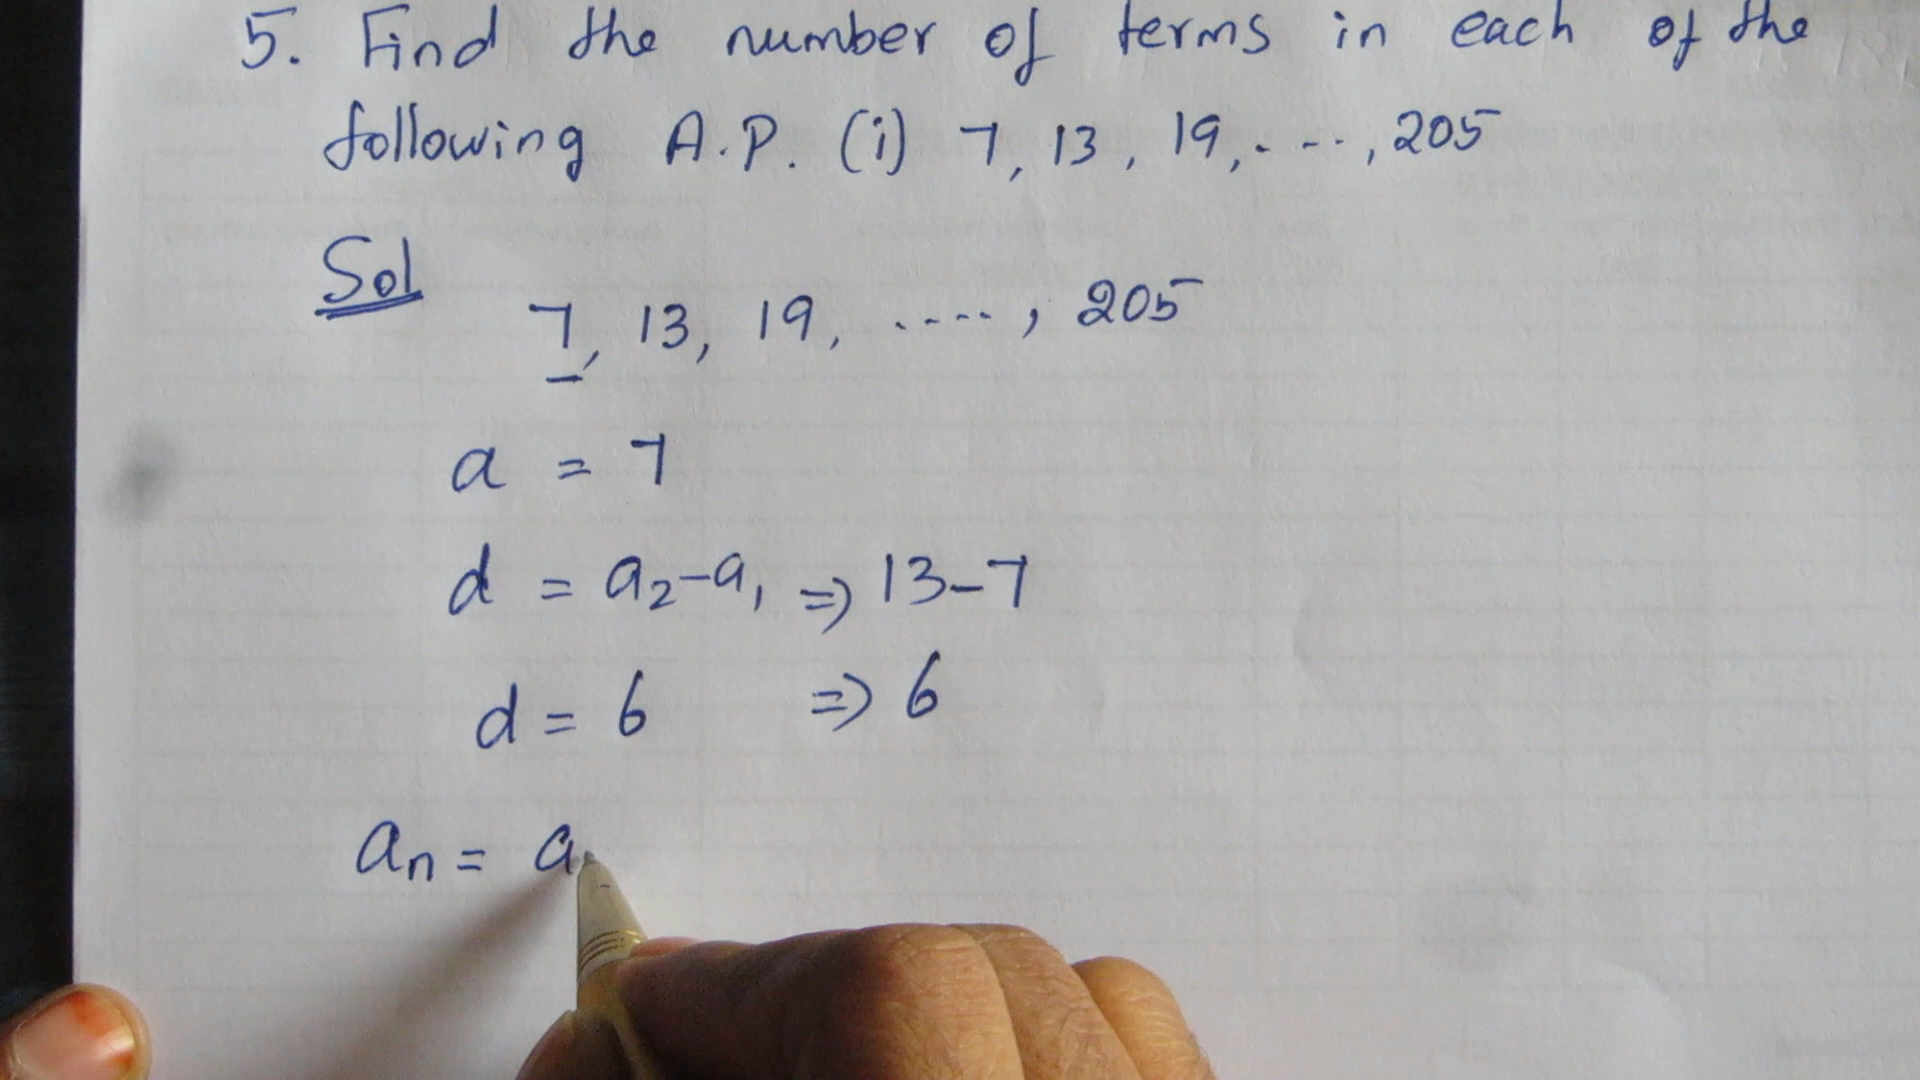 5. Find the number of terms in each of the
following A.P. (i) 7, 13, 19, - - - -, 205
Sol
7, 13, 19, ....., 205
a = 7
d = a₂-a₁ => 13-7
d = 6 => 6
aₙ = a